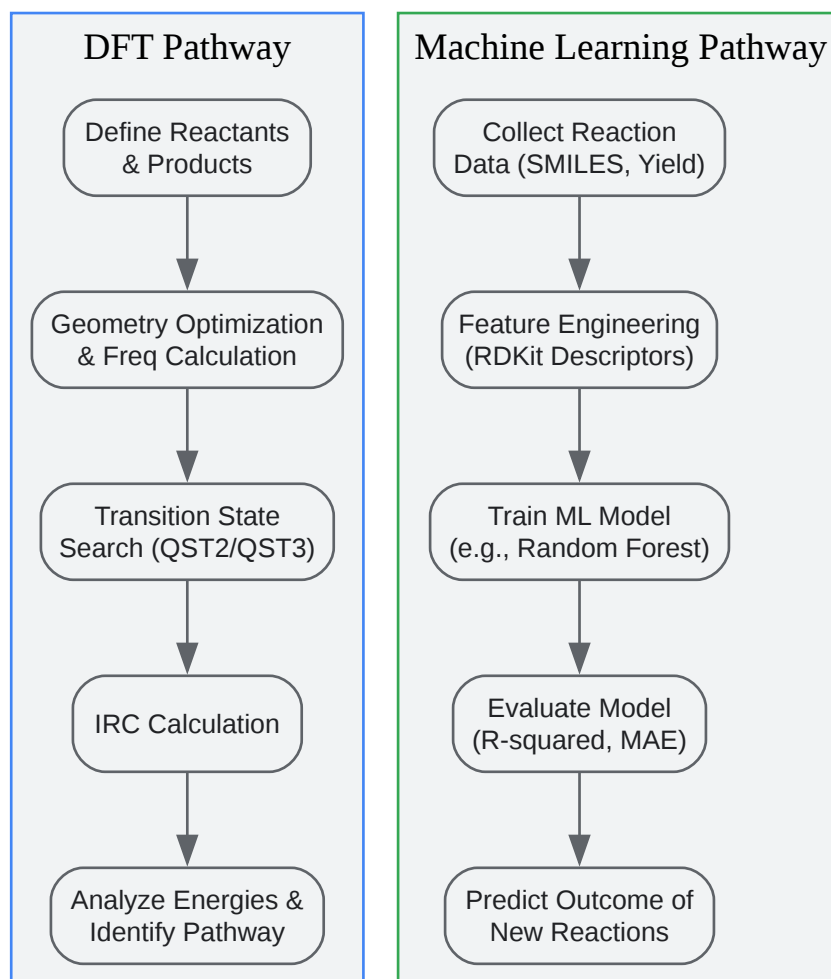 DFT Pathway
Define Reactants
& Products
Geometry Optimization
& Freq Calculation
Transition State
Search (QST2/QST3)
IRC Calculation
Analyze Energies &
Identify Pathway
Machine Learning Pathway
Collect Reaction
Data (SMILES, Yield)
Feature Engineering
(RDKit Descriptors)
Train ML Model
(e.g., Random Forest)
Evaluate Model
(R-squared, MAE)
Predict Outcome of
New Reactions